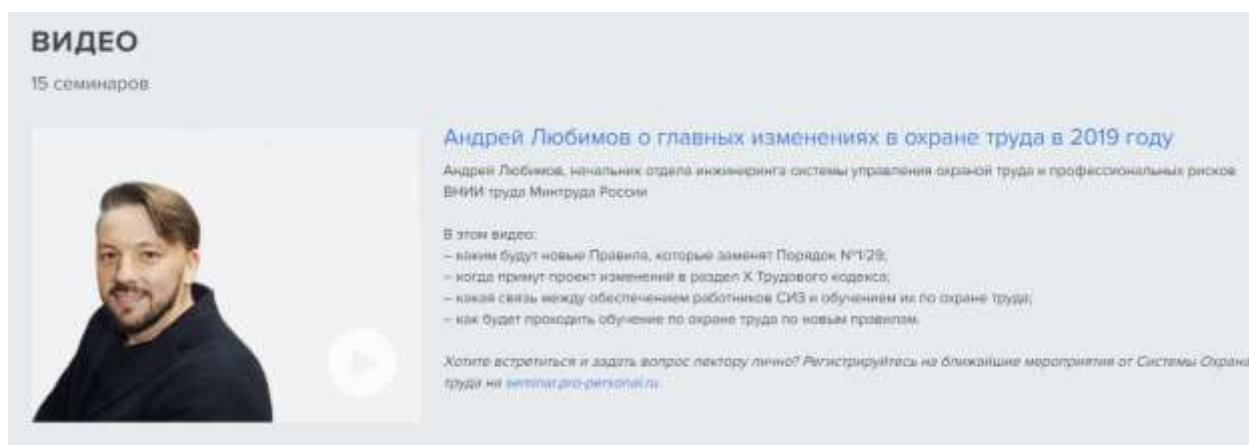 ВИДЕО
15 семинаров
Андрей Любимов о главных изменениях в охране труда в 2019 году
Андрей Любимов, начальник отдела инжиниринга системы управления охраной труда и профессиональных рисков
ВНИИ труда Минтруда России
В этом видео:
– каким будут новые Правила, которые заменят Порядок №1/29;
– когда примут проект изменений в раздел X Трудового кодекса;
– какая связь между обеспечением работников СИЗ и обучением их по охране труда;
– как будет проходить обучение по охране труда по новым правилам.
Хотите встретиться и задать вопрос лектору лично? Регистрируйтесь на ближайшие мероприятия от Системы Охрана
труда на seminar.pro-personal.ru.